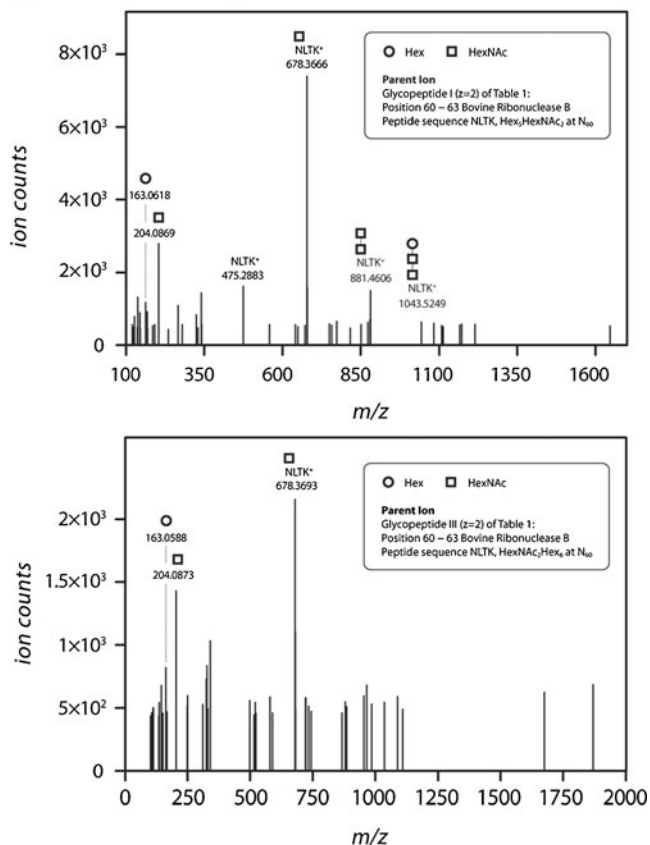 8×10³
6×10³
4×10³
2×10³
0
ion counts
NLTK⁺
678.3666
163.0618
204.0869
NLTK⁺
475.2883
NLTK⁺
881.4606
NLTK⁺
1043.5249
Hex HexNAc
Parent Ion
Glycopeptide I (z=2) of Table 1:
Position 60 – 63 Bovine Ribonuclease B
Peptide sequence NLTK, Hex₅HexNAc₂ at N₆₀
100 350 600 850 1100 1350 1600
m/z
2×10³
1.5×10³
1×10³
5×10²
0
ion counts
NLTK⁺
678.3693
163.0588
204.0873
Hex HexNAc
Parent Ion
Glycopeptide III (z=2) of Table 1:
Position 60 – 63 Bovine Ribonuclease B
Peptide sequence NLTK, HexNAc₂Hex₆ at N₆₀
0 250 500 750 1000 1250 1500 1750 2000
m/z